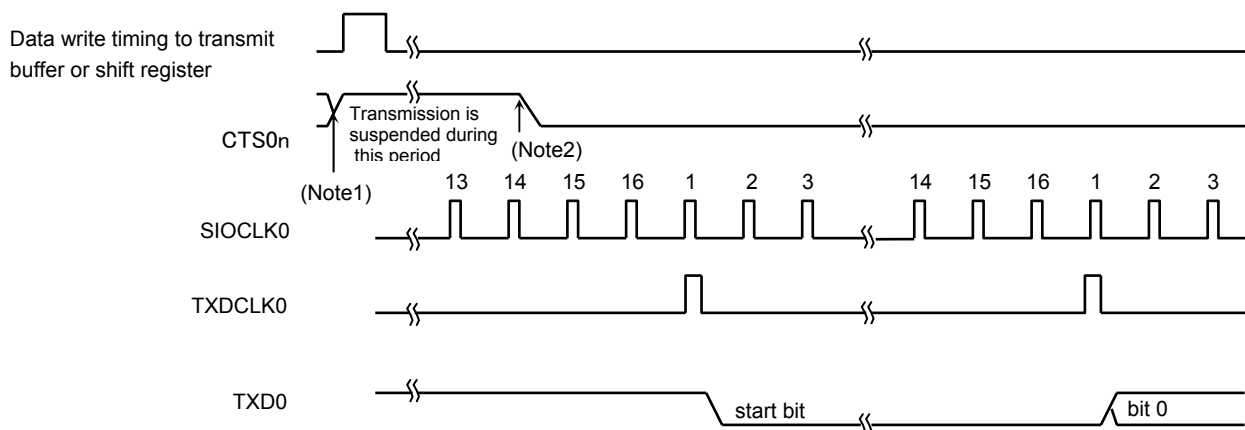 Data write timing to transmit
buffer or shift register
CTS0n
Transmission is
suspended during
this period
(Note1)
(Note2)
13 14 15 16 1 2 3 14 15 16 1 2 3
SIOCLK0
TXDCLK0
TXD0
start bit
bit 0